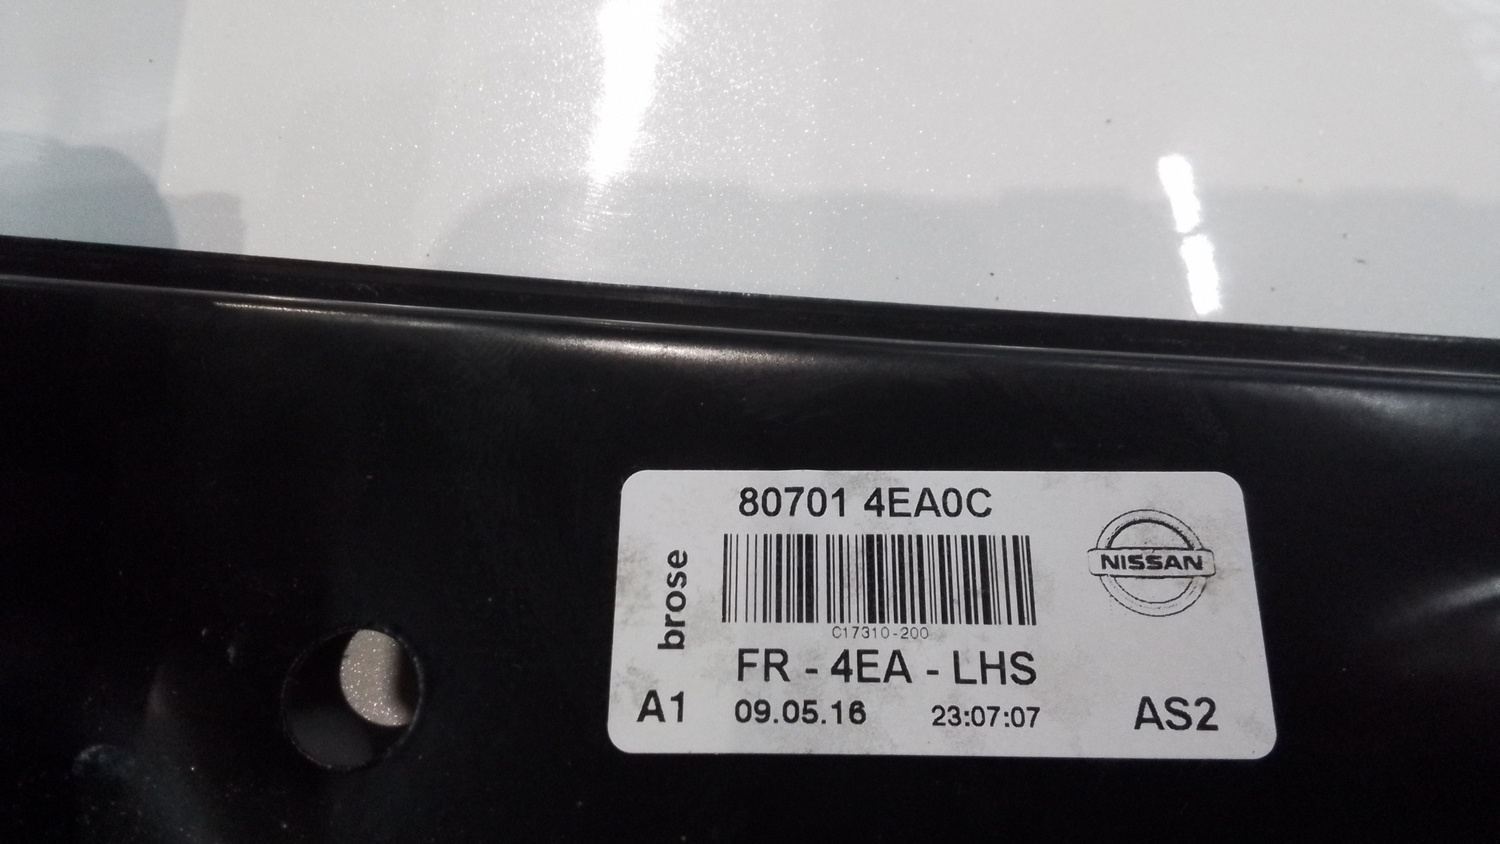 80701 4EA0C
brose
C17310-200
NISSAN
FR - 4EA - LHS
A1 09.05.16 23:07:07 AS2